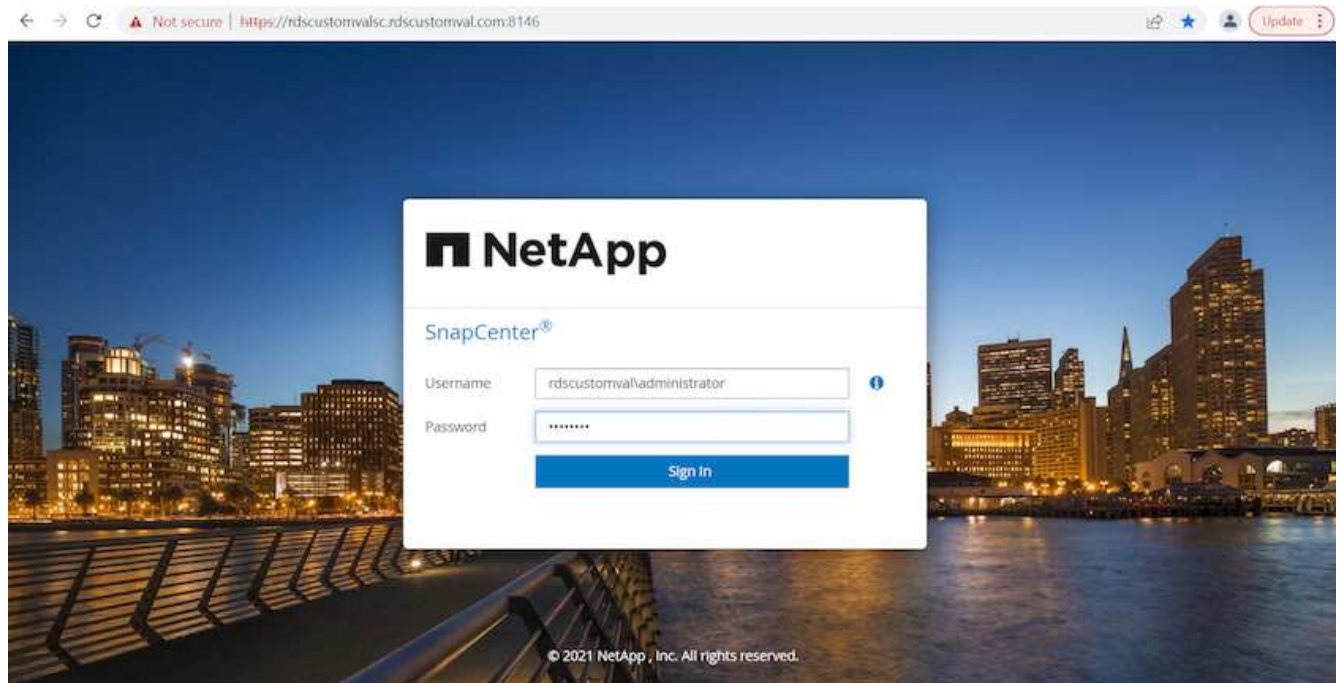 Not secure | https://rdscustomvalsc.rdscustomval.com:8146
Update
NetApp
SnapCenter®
Username rdscustomval\administrator
Password ••••••••
Sign In
© 2021 NetApp , Inc. All rights reserved.